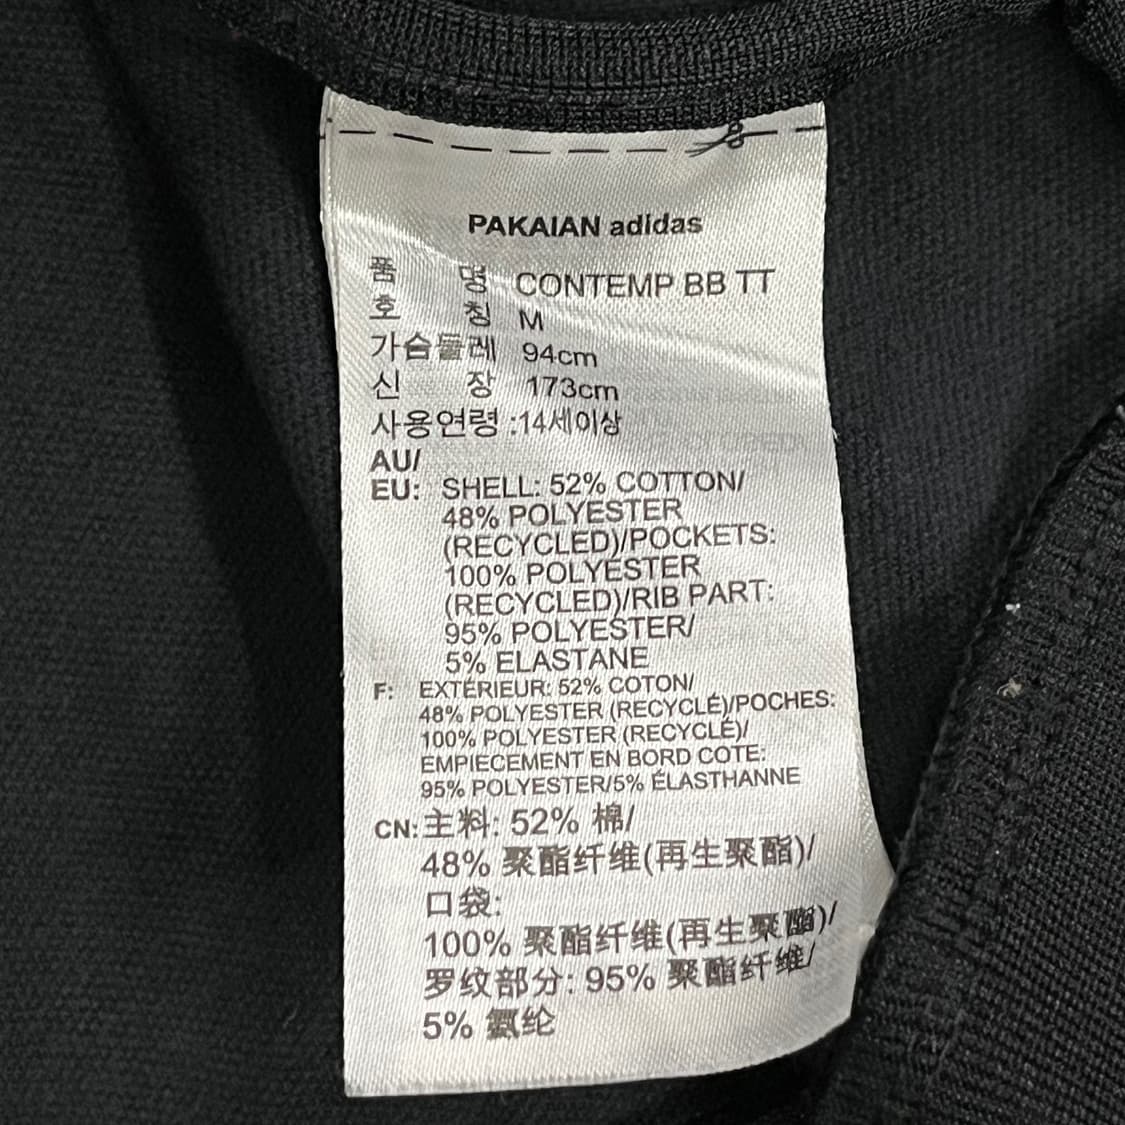 PAKAIAN adidas
품 명 CONTEMP BB TT
호 칭 M
가슴둘레 94cm
신 장 173cm
사용연령 :14세이상
AU/
EU: SHELL: 52% COTTON/
48% POLYESTER
(RECYCLED)/POCKETS:
100% POLYESTER
(RECYCLED)/RIB PART:
95% POLYESTER/
5% ELASTANE
F: EXTÉRIEUR: 52% COTON/
48% POLYESTER (RECYCLÉ)/POCHES:
100% POLYESTER (RECYCLÉ)/
EMPIECEMENT EN BORD COTE:
95% POLYESTER/5% ÉLASTHANNE
CN: 主料: 52% 棉/
48% 聚酯纤维(再生聚酯)/
口袋:
100% 聚酯纤维(再生聚酯)/
罗纹部分: 95% 聚酯纤维/
5% 氨纶